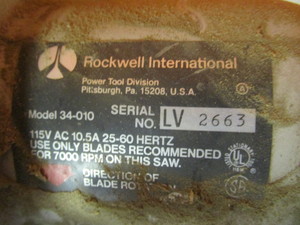 Rockwell International
Power Tool Division
Pittsburgh, Pa. 15208, U.S.A.
Model 34-010 SERIAL NO. LV 2663
115V AC 10.5A 25-60 HERTZ
USE ONLY BLADES RECOMMENDED
FOR 7000 RPM ON THIS SAW.
DIRECTION OF
BLADE
UL